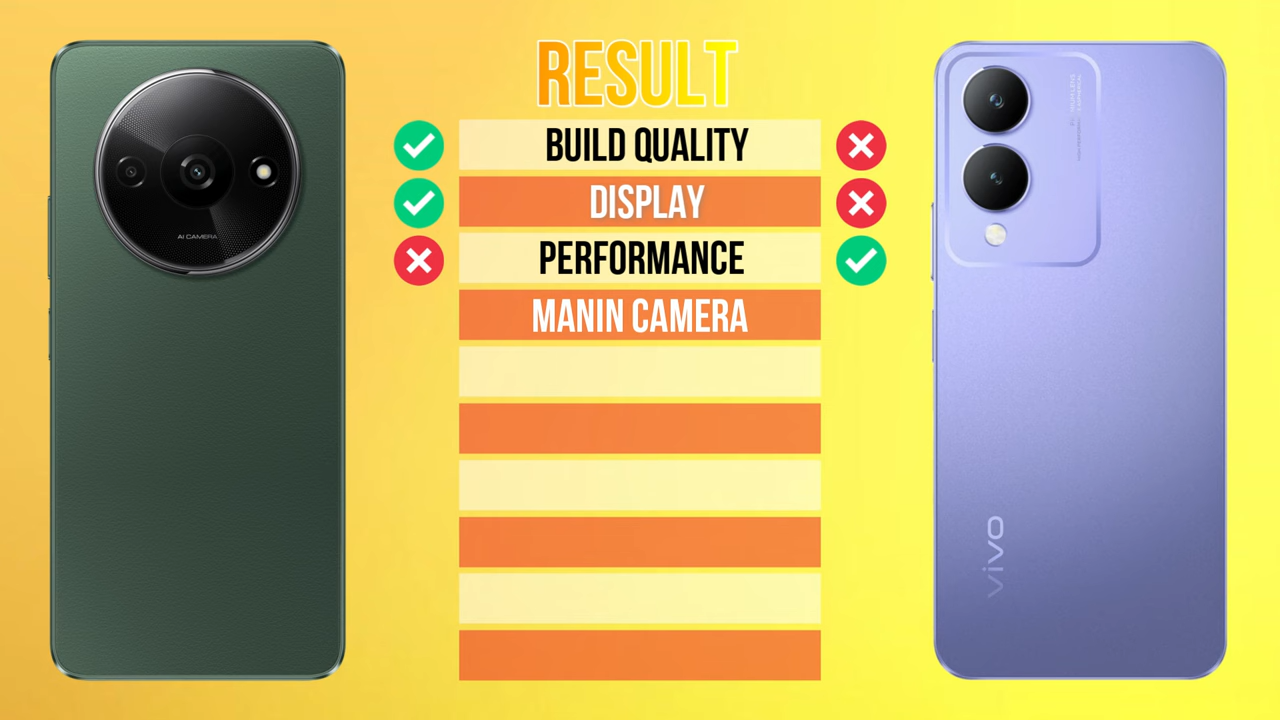 RESULT
BUILD QUALITY
DISPLAY
PERFORMANCE
MANIN CAMERA
AI CAMERA
vivo